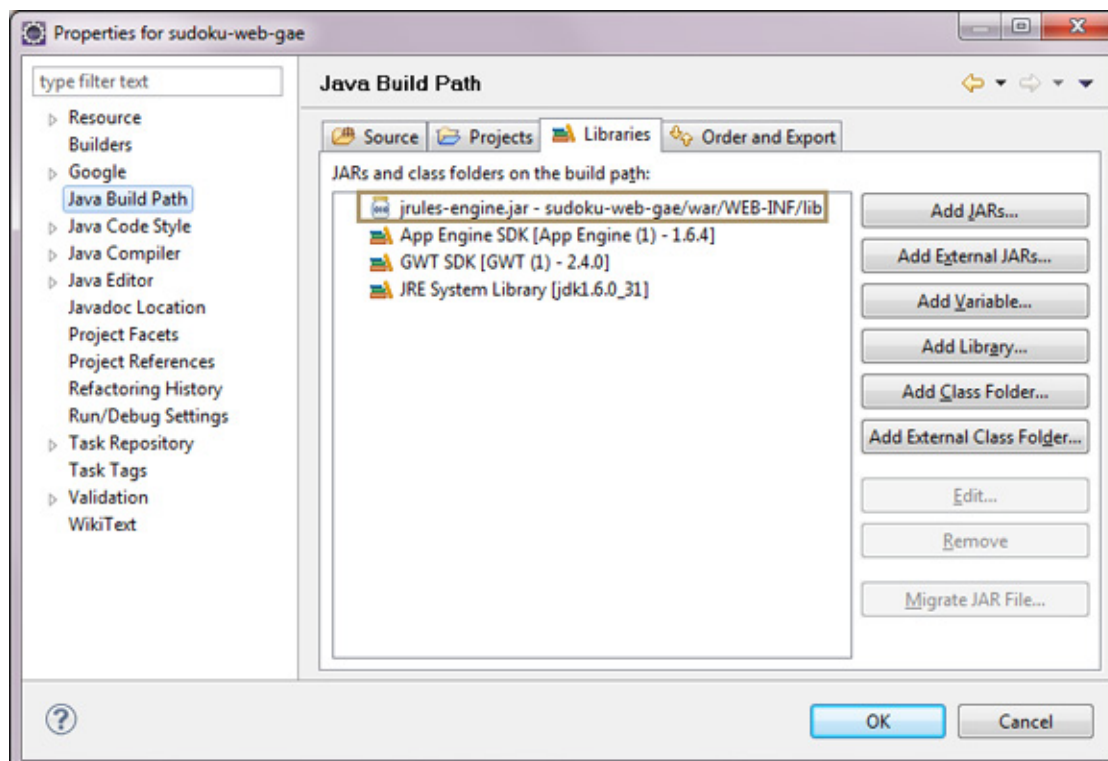 Properties for sudoku-web-gae
type filter text
Resource
Builders
Google
Java Build Path
Java Code Style
Java Compiler
Java Editor
Javadoc Location
Project Facets
Project References
Refactoring History
Run/Debug Settings
Task Repository
Task Tags
Validation
WikiText
Java Build Path
Source
Projects
Libraries
Order and Export
JARs and class folders on the build path:
jrules-engine.jar - sudoku-web-gae/war/WEB-INF/lib
App Engine SDK [App Engine (1) - 1.6.4]
GWT SDK [GWT (1) - 2.4.0]
JRE System Library [jdk1.6.0_31]
Add JARs...
Add External JARs...
Add Variable...
Add Library...
Add Class Folder...
Add External Class Folder...
Edit...
Remove
Migrate JAR File...
?
OK
Cancel